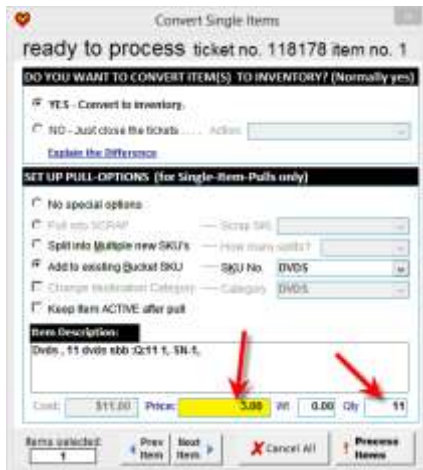 Convert Single Items
ready to process ticket no. 118178 item no. 1
DO YOU WANT TO CONVERT ITEM(S) TO INVENTORY? (Normally yes)
YES - Convert to inventory.
NO - Just close the tickets ..... Action:
Explain the Difference
SET UP PULL-OPTIONS (for Single-Item-Pulls only)
No special options
Pull into SCRAP --- Scrap SKU
Split into Multiple new SKU's --- How many splits?
Add to existing Bucket SKU --- SKU No. DVDS
Change Destination Category --- Category DVDS
Keep Item ACTIVE after pull
Item Description:
Dvds , 11 dvds sbb :Q:11 1, SN-1,
Cost: $11.00 Price: 3.00 Wt 0.00 Qty 11
Items selected: 1
Prev Item
Next Item
Cancel All
Process Items